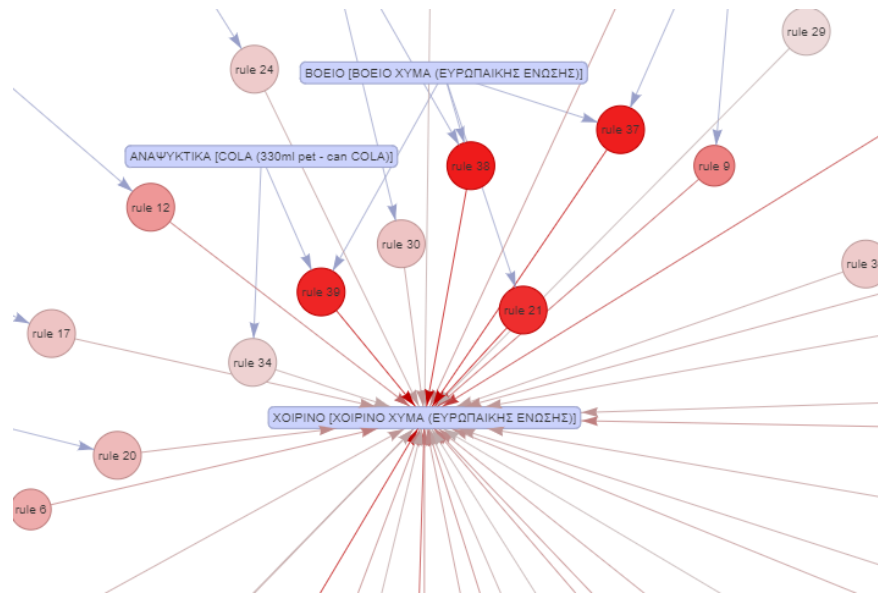 rule 29
rule 24
ΒΟΕΙΟ [ΒΟΕΙΟ ΧΥΜΑ (ΕΥΡΩΠΑΙΚΗΣ ΕΝΩΣΗΣ)]
rule 37
ΑΝΑΨΥΚΤΙΚΑ [COLA (330ml pet - can COLA)]
rule 38
rule 9
rule 12
rule 30
rule 3
rule 39
rule 21
rule 17
rule 34
ΧΟΙΡΙΝΟ [ΧΟΙΡΙΝΟ ΧΥΜΑ (ΕΥΡΩΠΑΙΚΗΣ ΕΝΩΣΗΣ)]
rule 20
rule 6